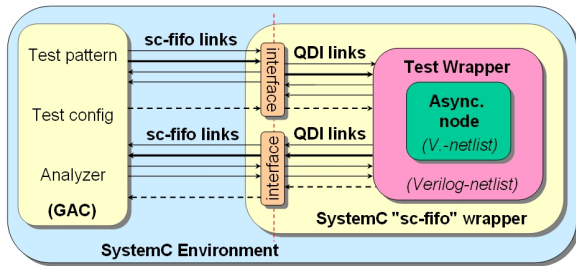 sc-fifo links
QDI links
Test pattern
interface
Test Wrapper
Async.
node
(V.-netlist)
Test config
sc-fifo links
QDI links
interface
Analyzer
(GAC)
(Verilog-netlist)
SystemC "sc-fifo" wrapper
SystemC Environment